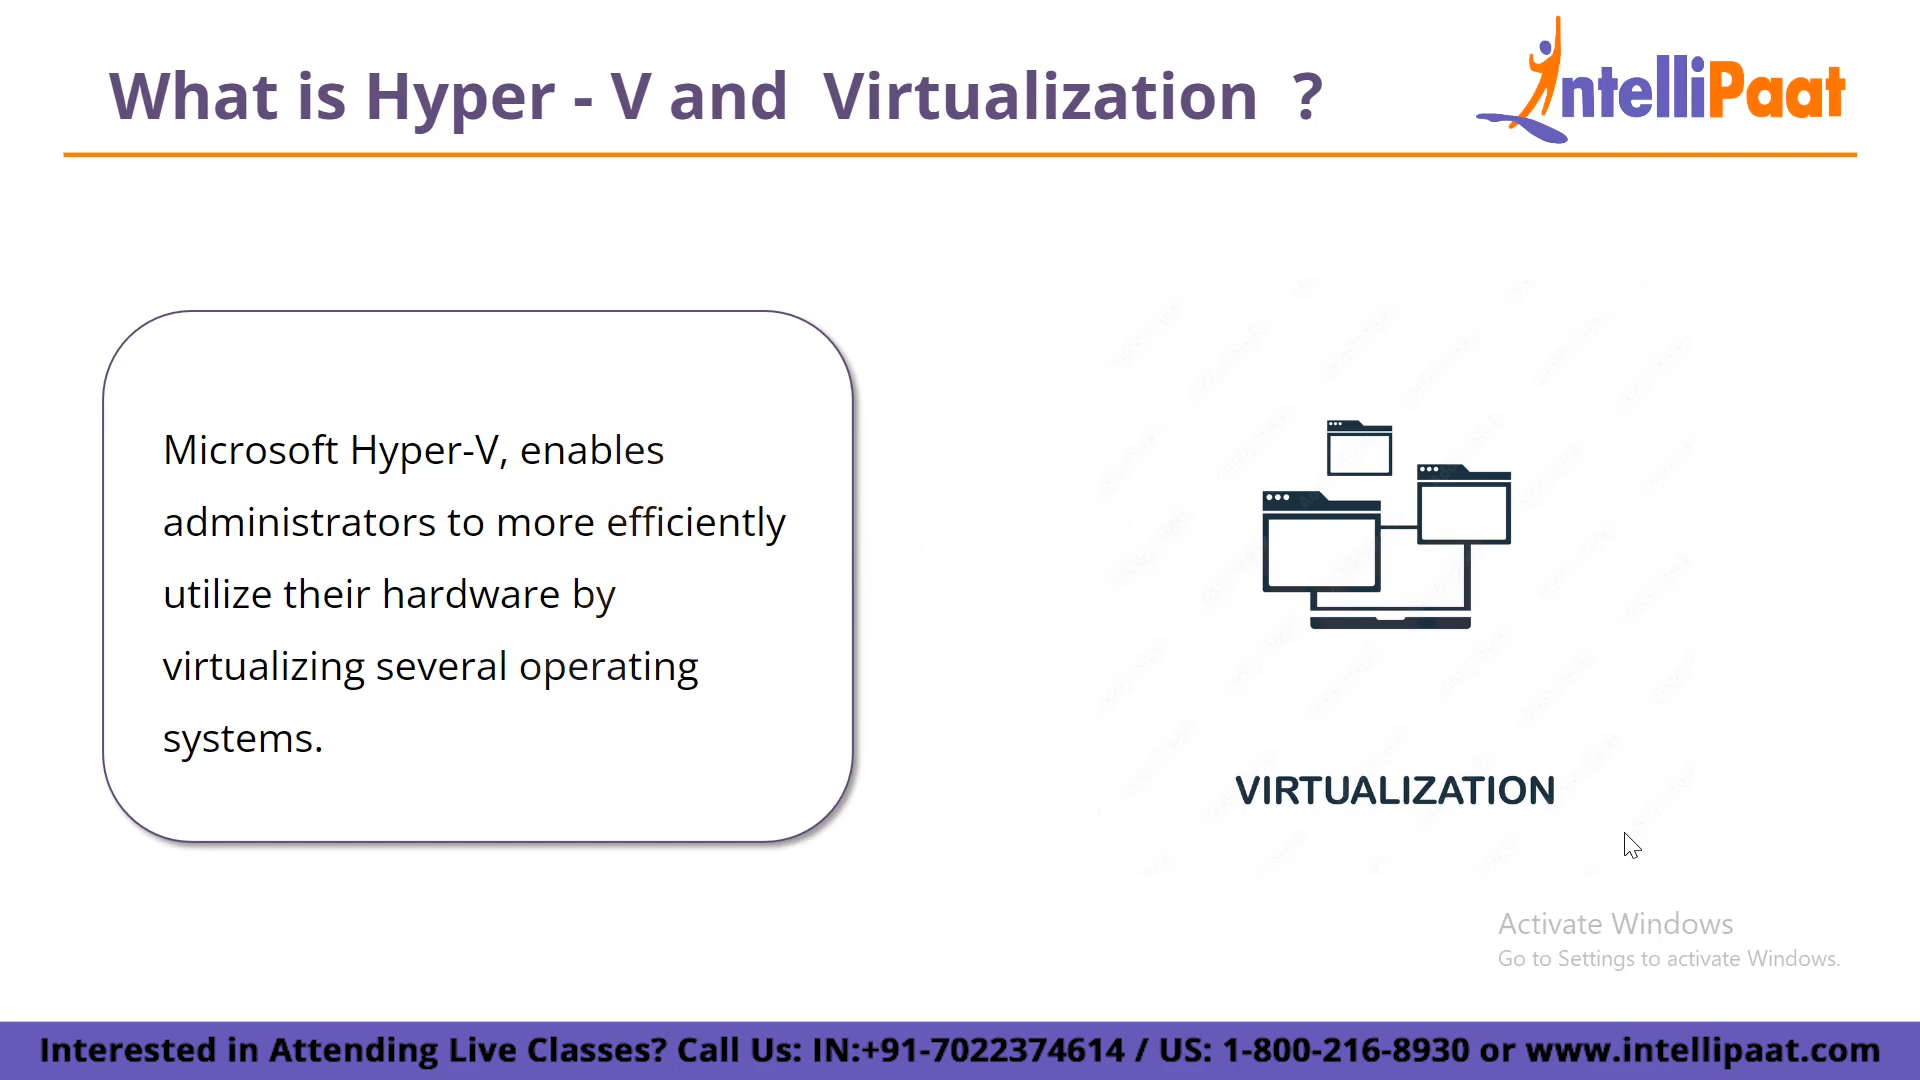 What is Hyper - V and Virtualization ?
IntelliPaat
Microsoft Hyper-V, enables
administrators to more efficiently
utilize their hardware by
virtualizing several operating
systems.
VIRTUALIZATION
Activate Windows
Go to Settings to activate Windows.
Interested in Attending Live Classes? Call Us: IN:+91-7022374614 / US: 1-800-216-8930 or www.intellipaat.com